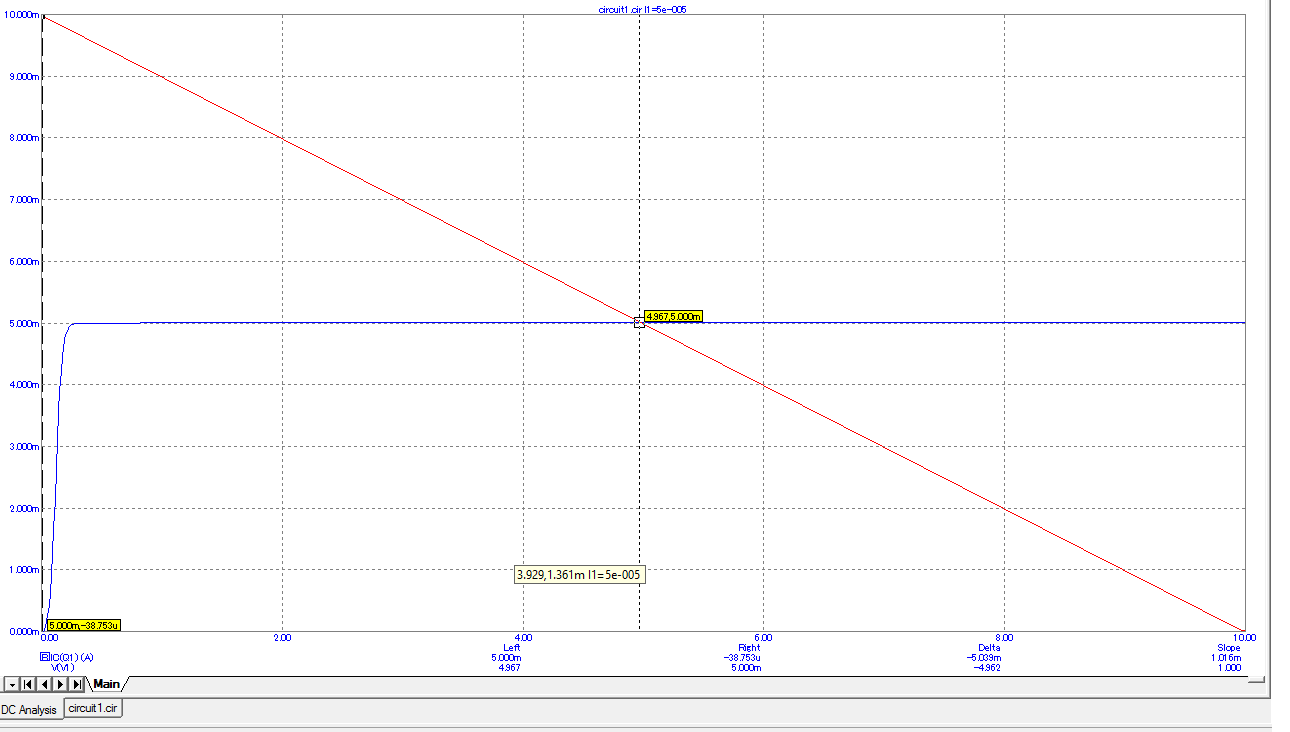 circuit1.cir I1=5e-005
10.000m
9.000m
8.000m
7.000m
6.000m
5.000m
4.000m
3.000m
2.000m
1.000m
0.000m
4.967,5.000m
3.929,1.361m I1=5e-005
5.000m,-38.753u
0.00 2.00 4.00 6.00 8.00 10.00
Left Right Delta Slope
IC(Q1) (A) 5.000m -38.753u -5.039m 1.016m
V(V1) 4.967 5.000m -4.962 1.000
Main
DC Analysis circuit1.cir